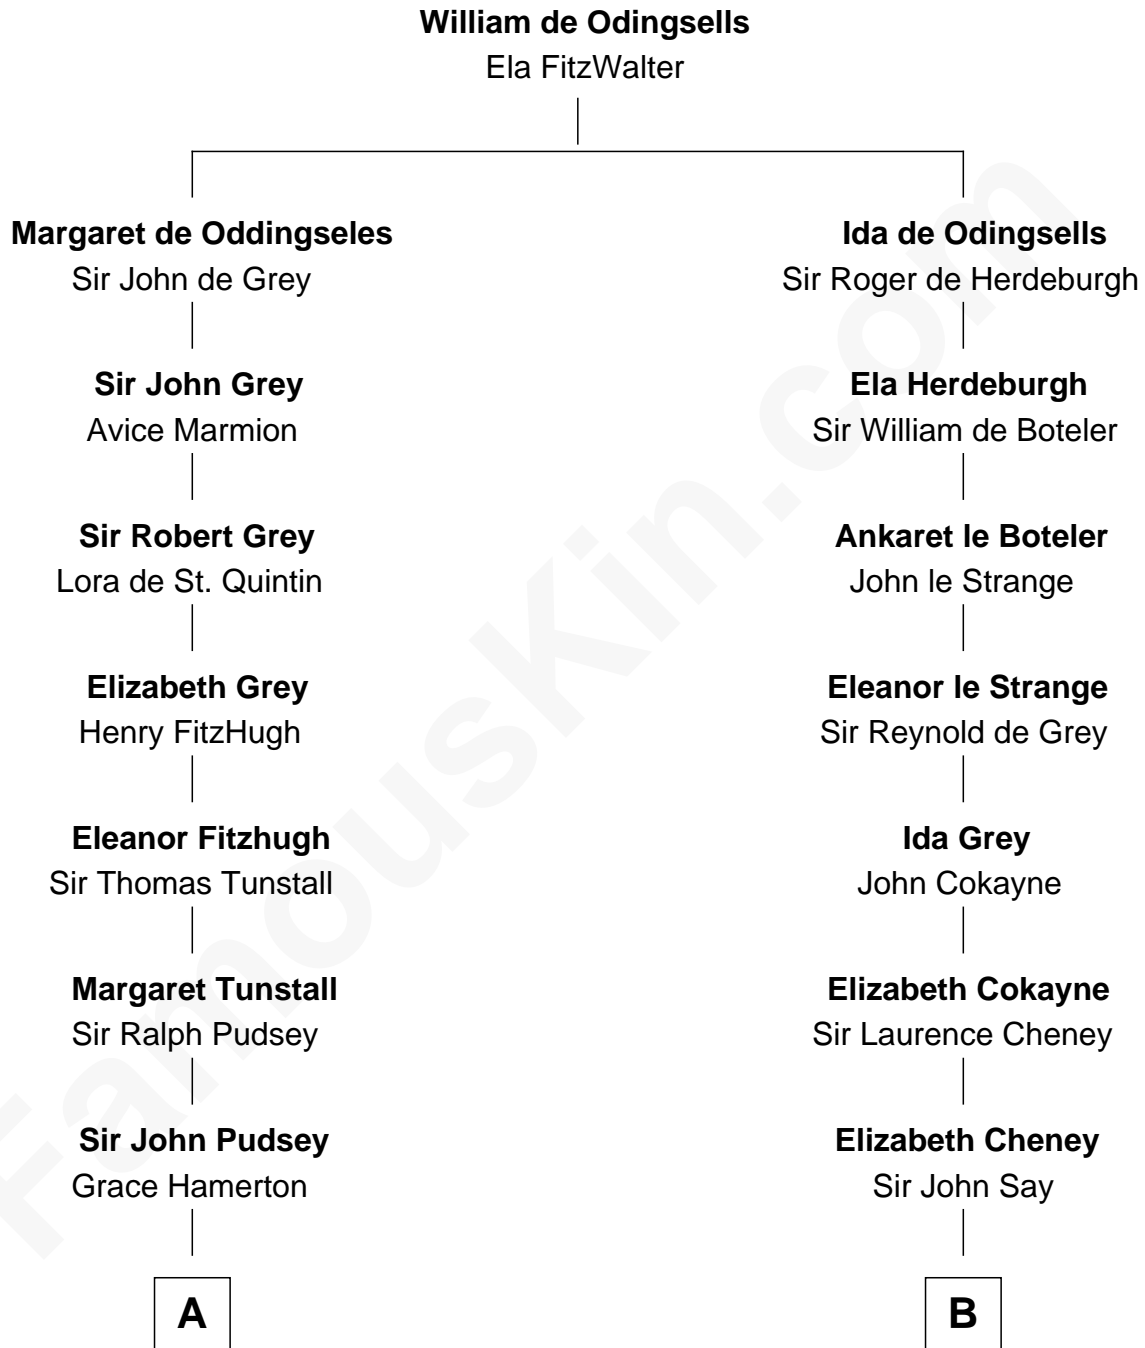 William de Odingsells
Ela FitzWalter
Margaret de Oddingseles
Sir John de Grey
Sir John Grey
Avice Marmion
Sir Robert Grey
Lora de St. Quintin
Elizabeth Grey
Henry FitzHugh
Eleanor Fitzhugh
Sir Thomas Tunstall
Margaret Tunstall
Sir Ralph Pudsey
Sir John Pudsey
Grace Hamerton
A
Ida de Odingsells
Sir Roger de Herdeburgh
Ela Herdeburgh
Sir William de Boteler
Ankaret le Boteler
John le Strange
Eleanor le Strange
Sir Reynold de Grey
Ida Grey
John Cokayne
Elizabeth Cokayne
Sir Laurence Cheney
Elizabeth Cheney
Sir John Say
B
FamousKin.com